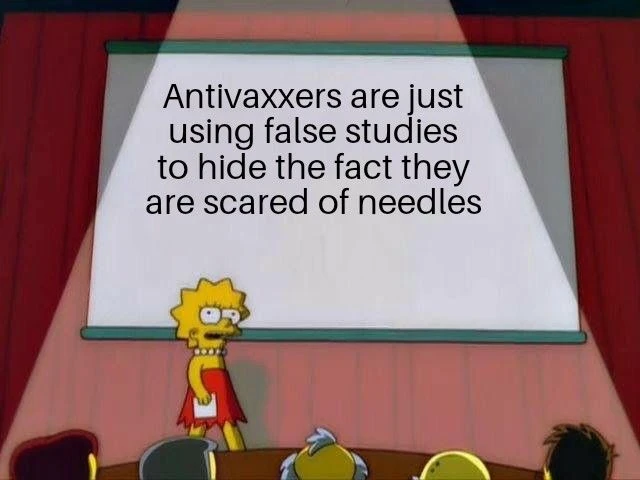 Antivaxxers are just
using false studies
to hide the fact they
are scared of needles